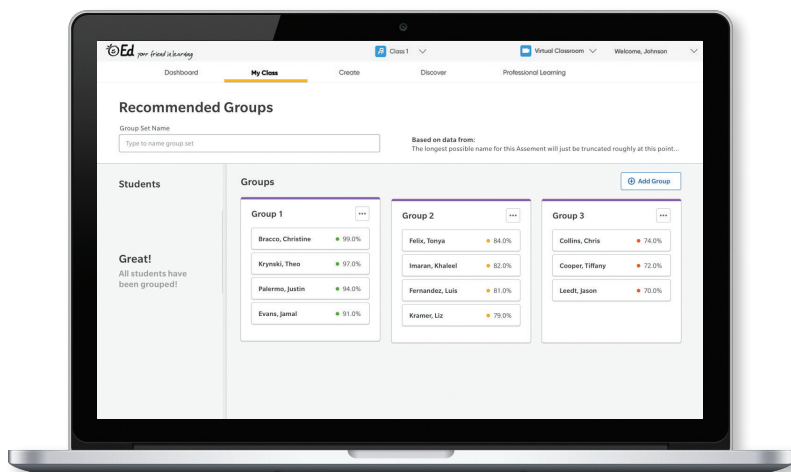 Ed your friend in learning
Class 1
Virtual Classroom
Welcome, Johnson
Dashboard
My Class
Create
Discover
Professional Learning
Recommended Groups
Group Set Name
Type to name group set
Based on data from:
The longest possible name for this Assement will just be truncated roughly at this point...
Students
Groups
Add Group
Great!
All students have
been grouped!
Group 1
Bracco, Christine 99.0%
Krynski, Theo 97.0%
Palermo, Justin 94.0%
Evans, Jamal 91.0%
Group 2
Felix, Tonya 84.0%
Imaran, Khaleel 82.0%
Fernandez, Luis 81.0%
Kramer, Liz 79.0%
Group 3
Collins, Chris 74.0%
Cooper, Tiffany 72.0%
Leedt, Jason 70.0%